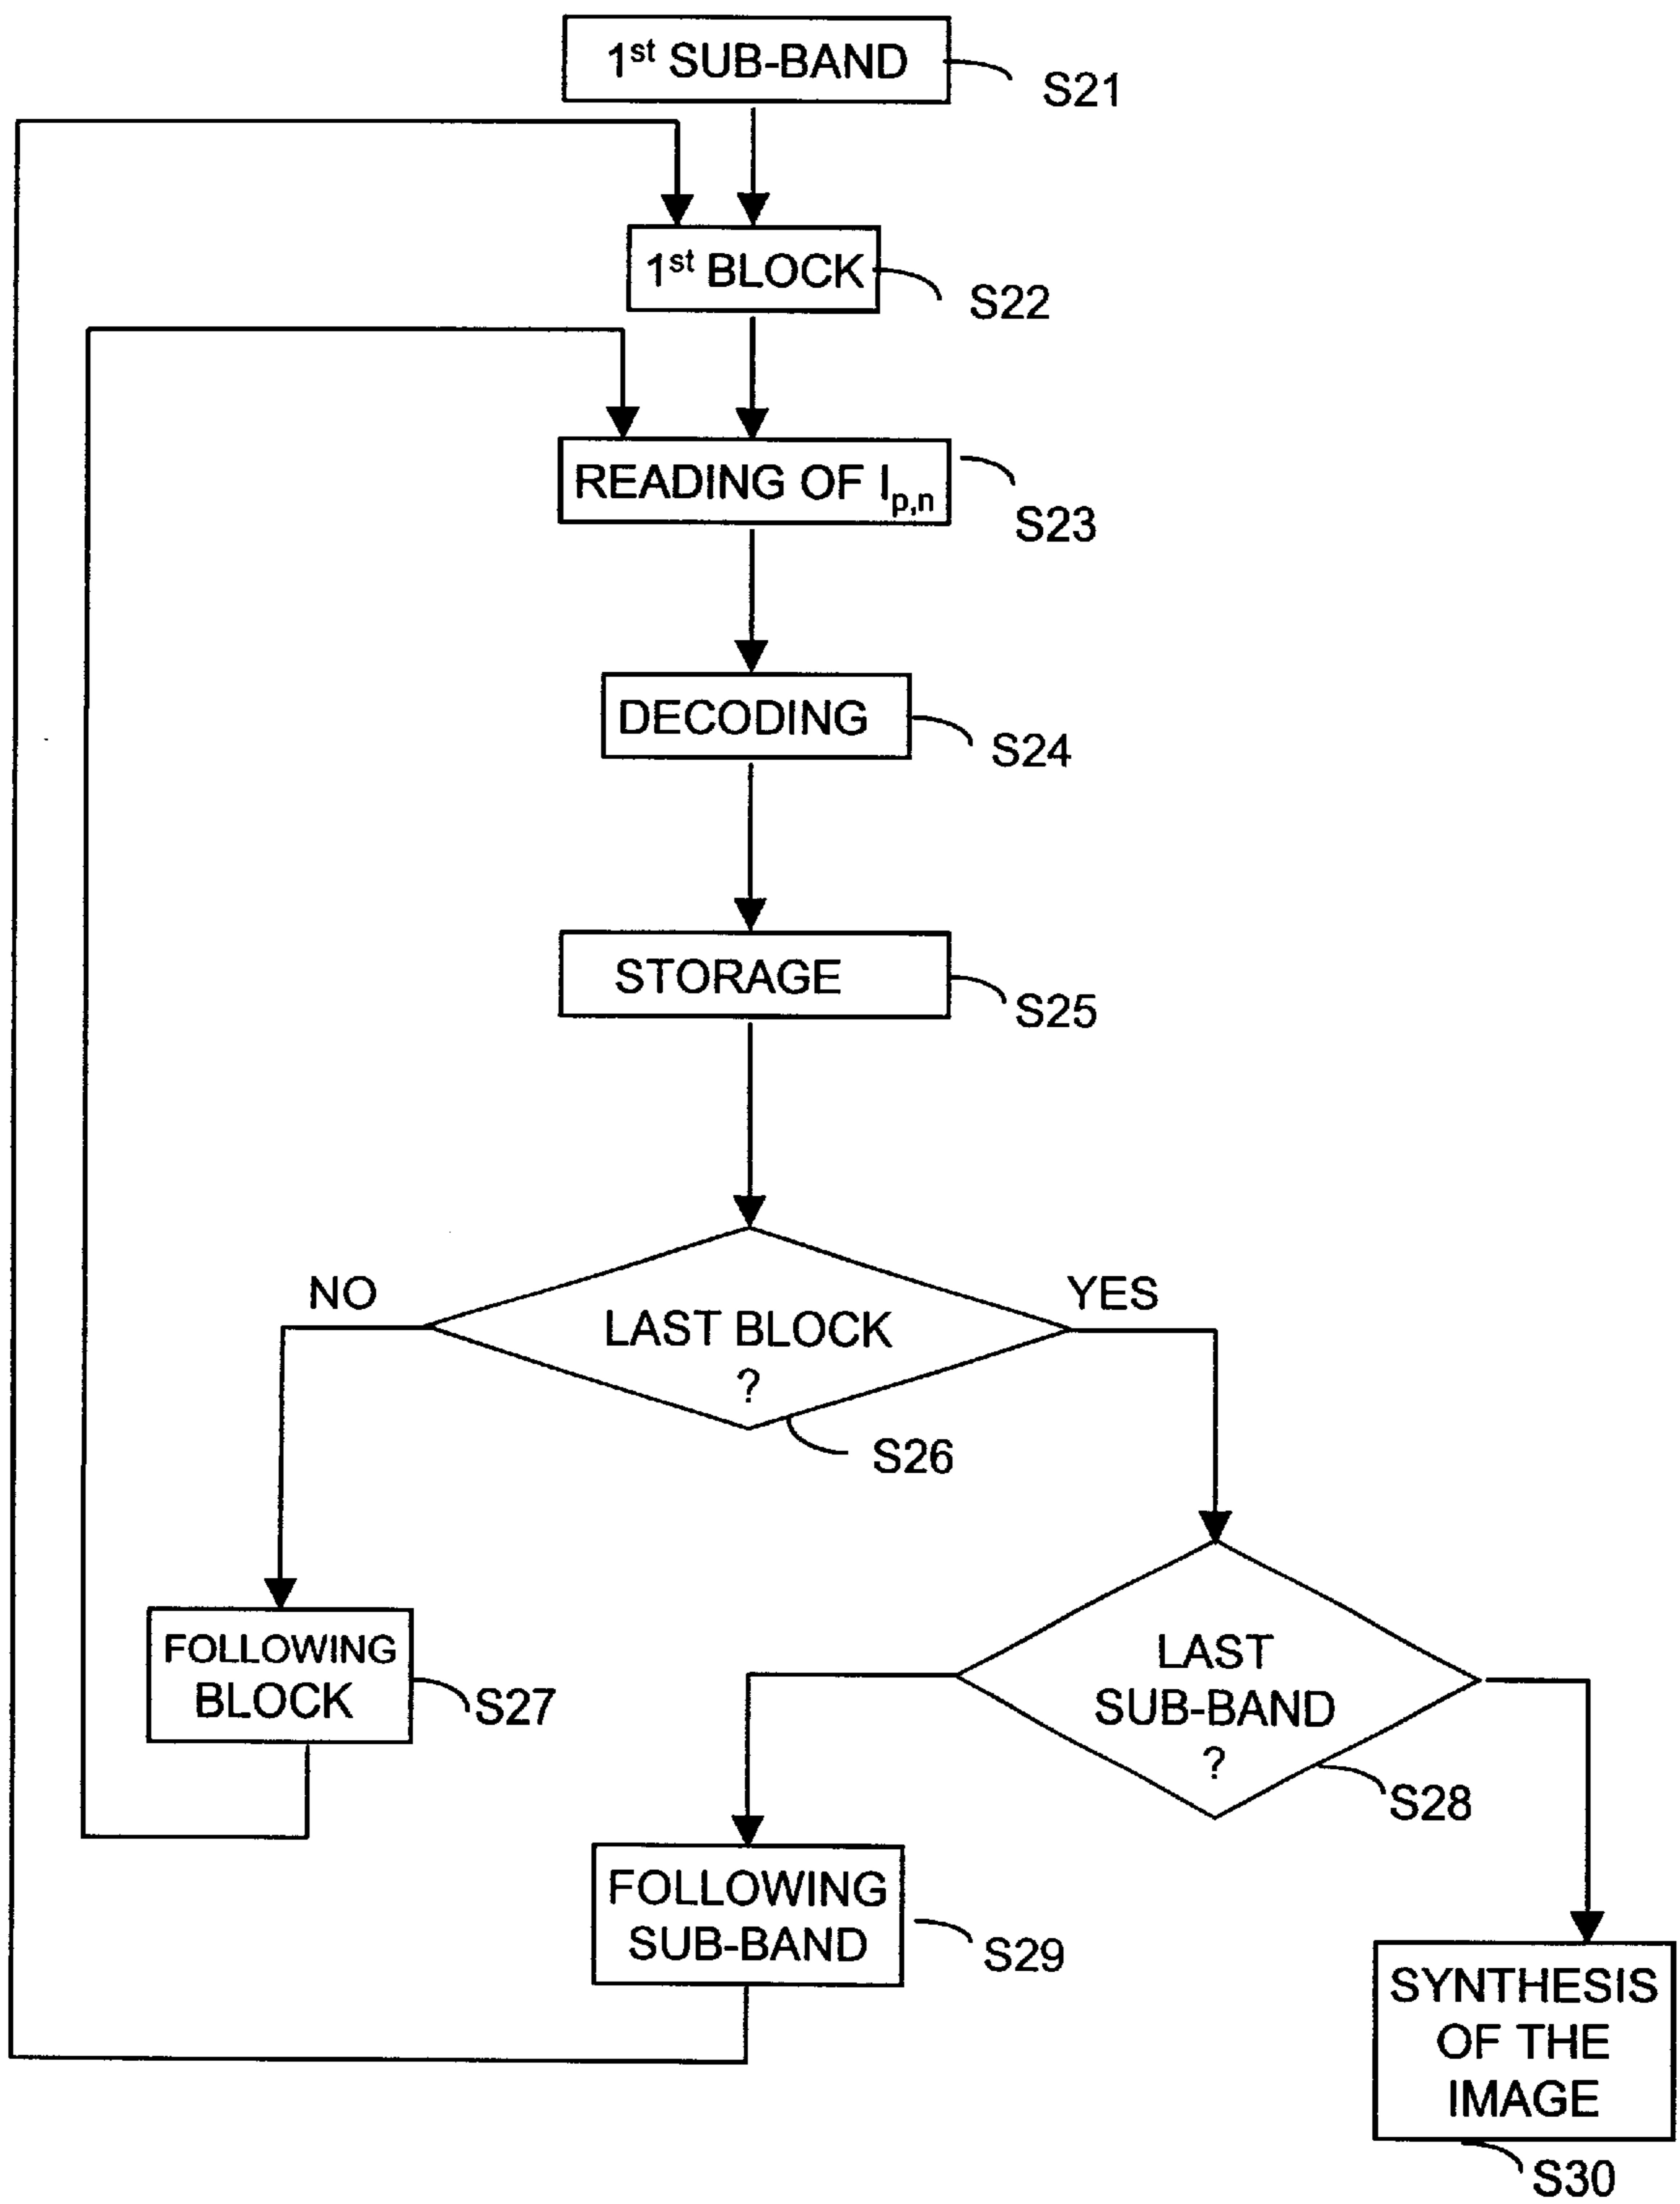 1st SUB-BAND
S21
1st BLOCK
S22
READING OF Ip,n
S23
DECODING
S24
STORAGE
S25
NO
YES
LAST BLOCK
?
S26
FOLLOWING
BLOCK
S27
LAST
SUB-BAND
?
S28
FOLLOWING
SUB-BAND
S29
SYNTHESIS
OF THE
IMAGE
S30